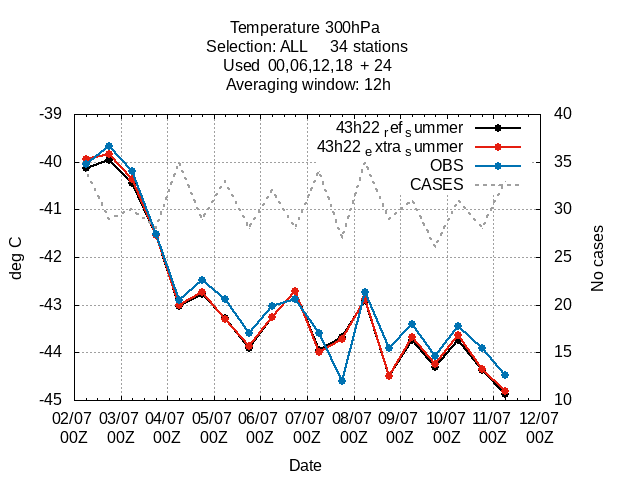 Temperature 300hPa
Selection: ALL 34 stations
Used 00,06,12,18 + 24
Averaging window: 12h
-39
-40
-41
-42
-43
-44
-45
deg C
40
35
30
25
20
15
10
No cases
43h22 ref summer
43h22 extra summer
OBS
CASES
02/07 03/07 04/07 05/07 06/07 07/07 08/07 09/07 10/07 11/07 12/07
00Z 00Z 00Z 00Z 00Z 00Z 00Z 00Z 00Z 00Z 00Z
Date